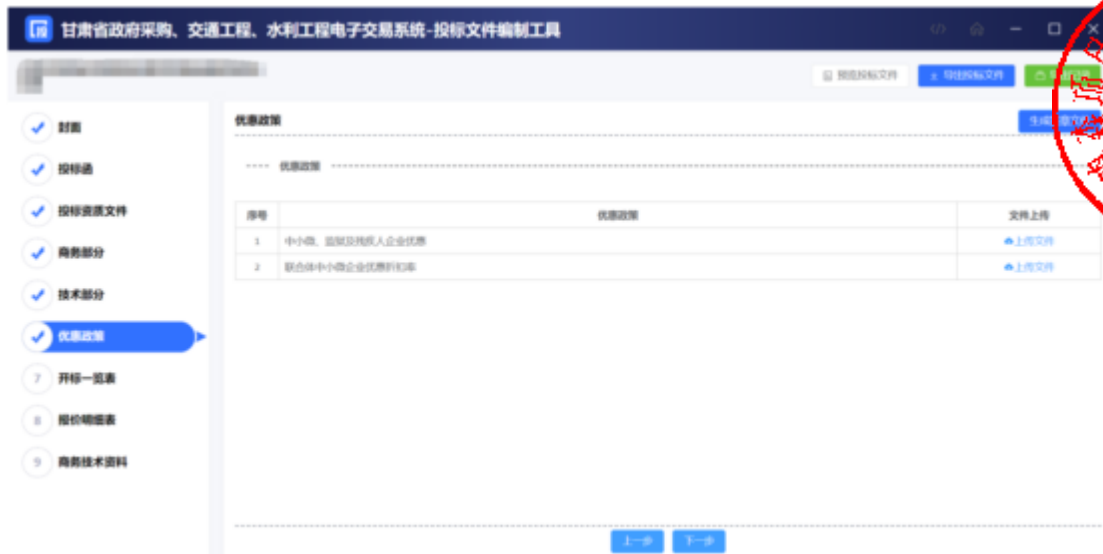 甘肃省政府采购、交通工程、水利工程电子交易系统-投标文件编制工具
预览投标文件
导出投标文件
封面
投标函
投标资质文件
商务部分
技术部分
优惠政策
7 开标一览表
8 报价明细表
9 商务技术资料
优惠政策
优惠政策
序号 优惠政策 文件上传
1 中小微、监狱及残疾人企业优惠 上传文件
2 联合体中小微企业优惠折扣率 上传文件
上一步 下一步